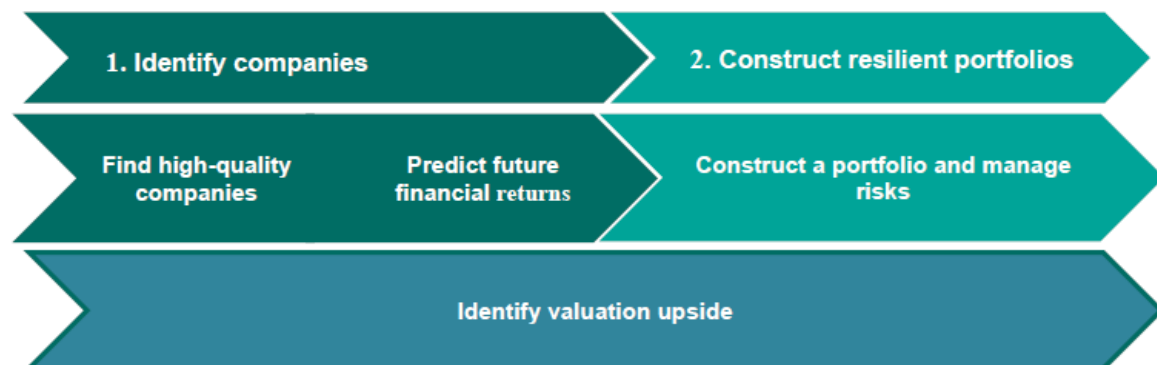 1. Identify companies
2. Construct resilient portfolios
Find high-quality
companies
Predict future
financial returns
Construct a portfolio and manage
risks
Identify valuation upside